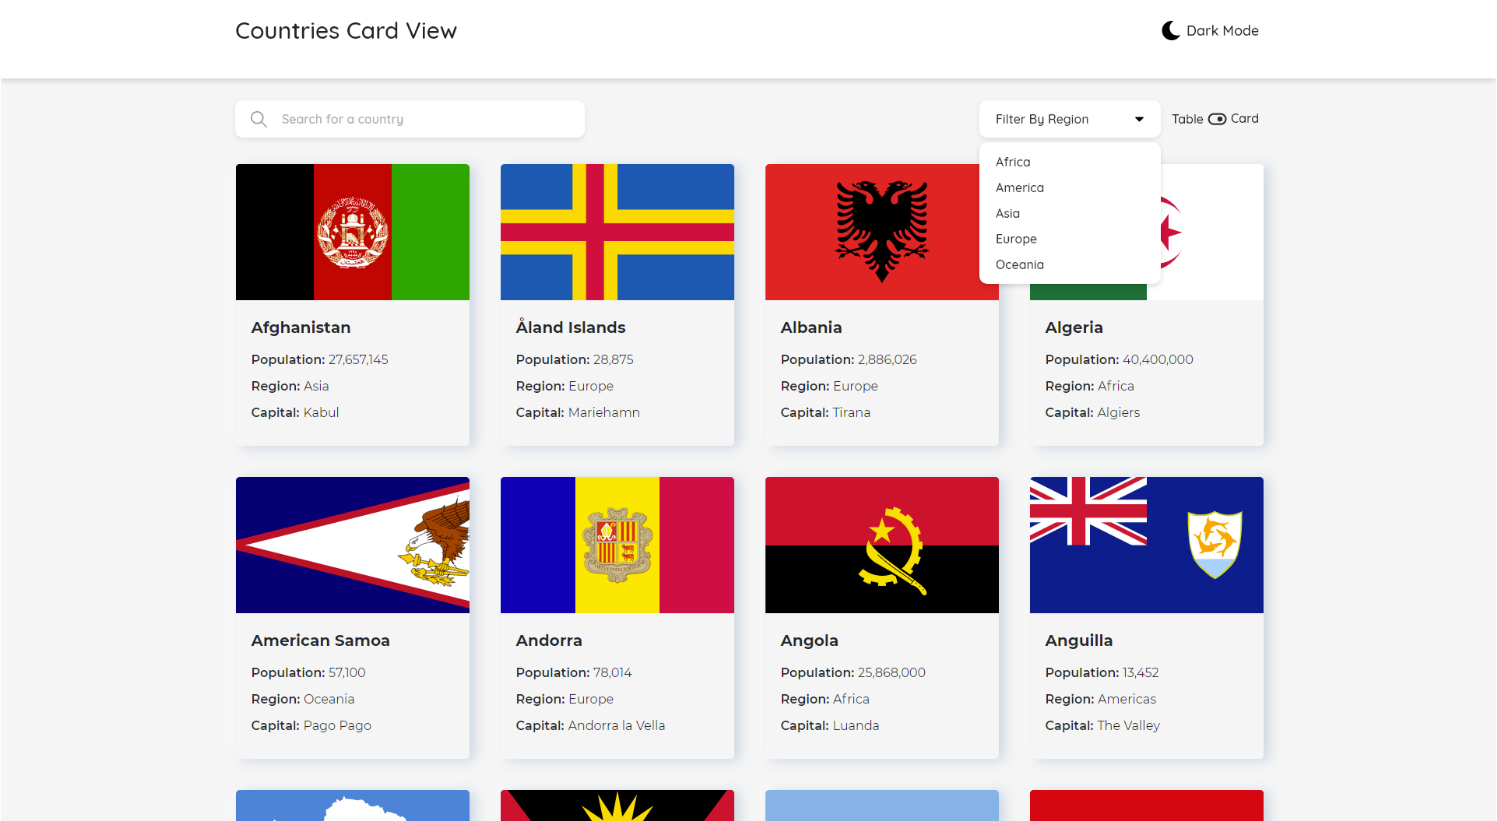 Countries Card View
Dark Mode
Search for a country
Filter By Region
Table
Card
Africa
America
Asia
Europe
Oceania
Afghanistan
Population: 27,657,145
Region: Asia
Capital: Kabul
Åland Islands
Population: 28,875
Region: Europe
Capital: Mariehamn
Albania
Population: 2,886,026
Region: Europe
Capital: Tirana
Algeria
Population: 40,400,000
Region: Africa
Capital: Algiers
American Samoa
Population: 57,100
Region: Oceania
Capital: Pago Pago
Andorra
Population: 78,014
Region: Europe
Capital: Andorra la Vella
Angola
Population: 25,868,000
Region: Africa
Capital: Luanda
Anguilla
Population: 13,452
Region: Americas
Capital: The Valley